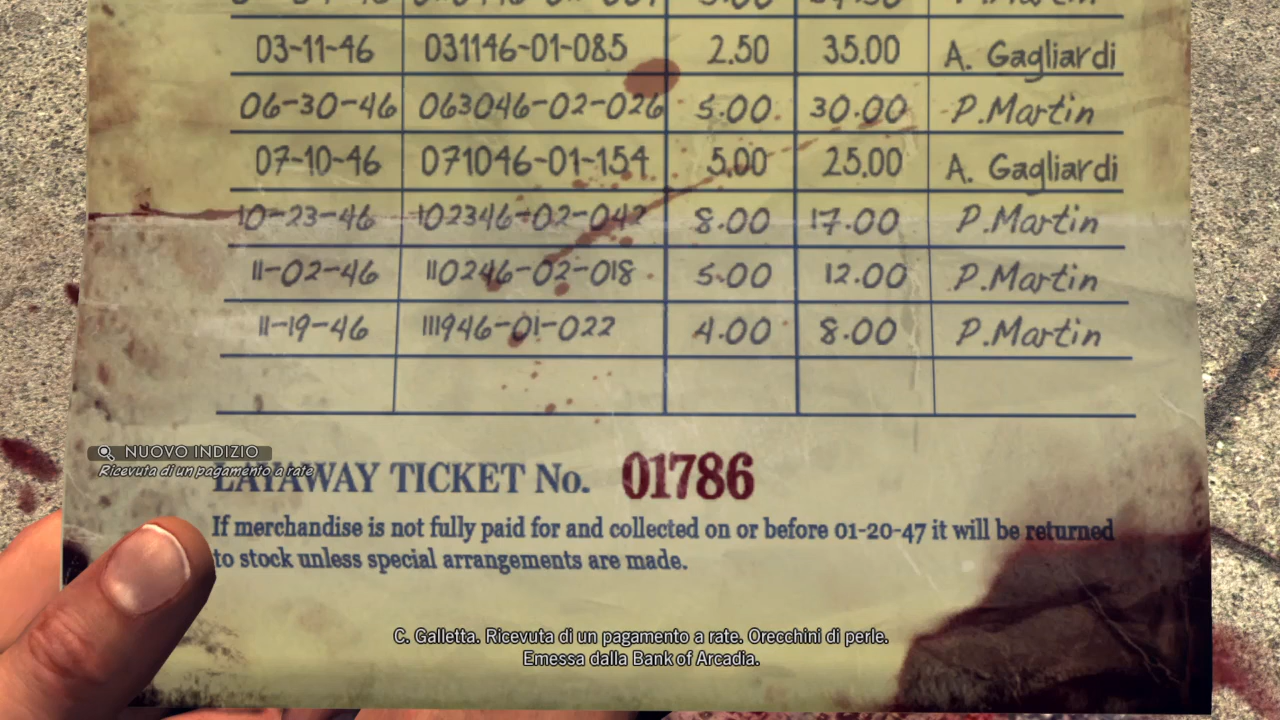 03-11-46 031146-01-085 2.50 35.00 A. Gagliardi
06-30-46 063046-02-026 5.00 30.00 P.Martin
07-10-46 071046-01-154 5.00 25.00 A. Gagliardi
10-23-46 102346-02-042 8.00 17.00 P.Martin
11-02-46 110246-02-018 5.00 12.00 P.Martin
11-19-46 111946-01-022 4.00 8.00 P.Martin
NUOVO INDIZIO
Ricevuta di un pagamento a rate
LAYAWAY TICKET No. 01786
If merchandise is not fully paid for and collected on or before 01-20-47 it will be returned
to stock unless special arrangements are made.
C. Galletta. Ricevuta di un pagamento a rate. Orecchini di perle.
Emessa dalla Bank of Arcadia.